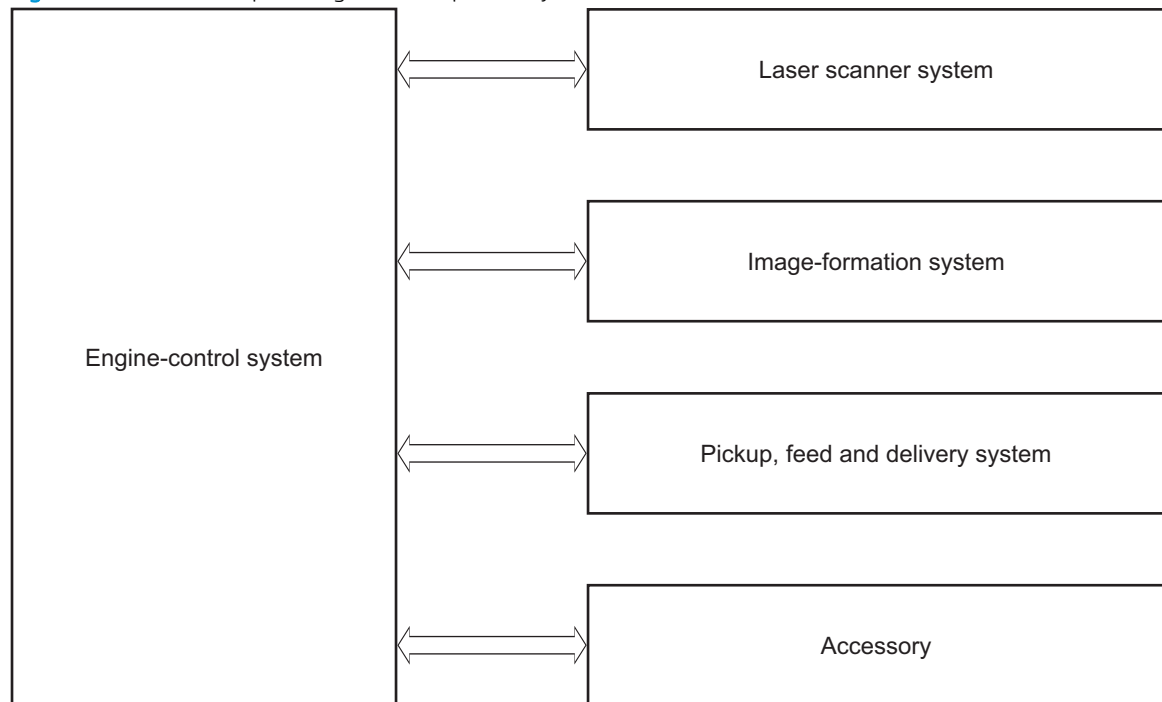 Laser scanner system
Image-formation system
Engine-control system
Pickup, feed and delivery system
Accessory